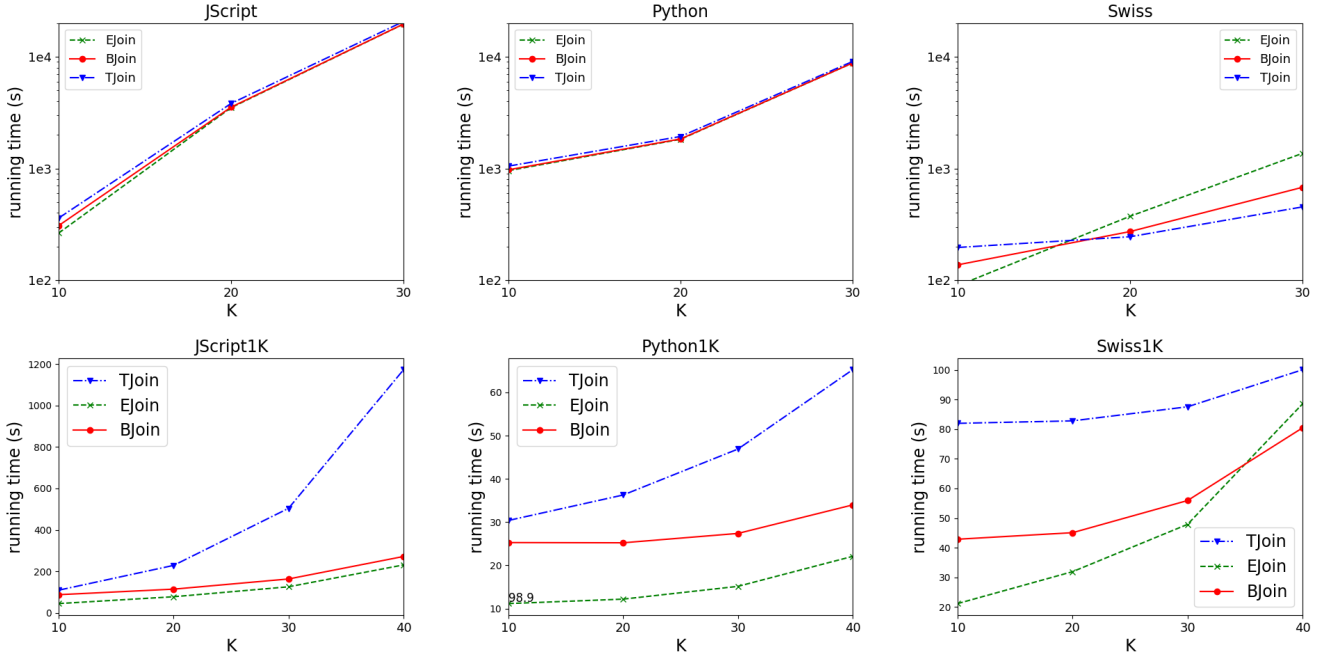 JScript
1e4
1e3
1e2
running time (s)
EJoin
BJoin
TJoin
10 20 30
K
Python
1e4
1e3
1e2
running time (s)
EJoin
BJoin
TJoin
10 20 30
K
Swiss
1e4
1e3
1e2
running time (s)
EJoin
BJoin
TJoin
10 20 30
K
JScript1K
1200
1000
800
600
400
200
0
running time (s)
TJoin
EJoin
BJoin
10 20 30 40
K
Python1K
60
50
40
30
20
10
running time (s)
TJoin
EJoin
BJoin
98.9
10 20 30 40
K
Swiss1K
100
90
80
70
60
50
40
30
20
running time (s)
TJoin
EJoin
BJoin
10 20 30 40
K